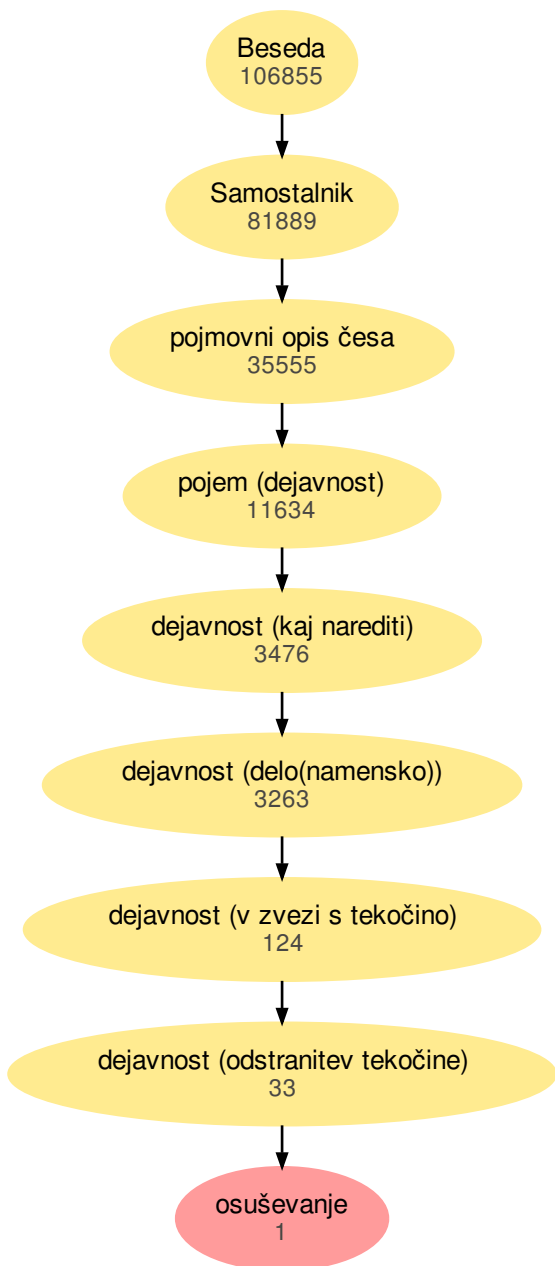 Beseda
106855
Samostalnik
81889
pojmovni opis česa
35555
pojem (dejavnost)
11634
dejavnost (kaj narediti)
3476
dejavnost (delo(namensko))
3263
dejavnost (v zvezi s tekočino)
124
dejavnost (odstranitev tekočine)
33
osuševanje
1